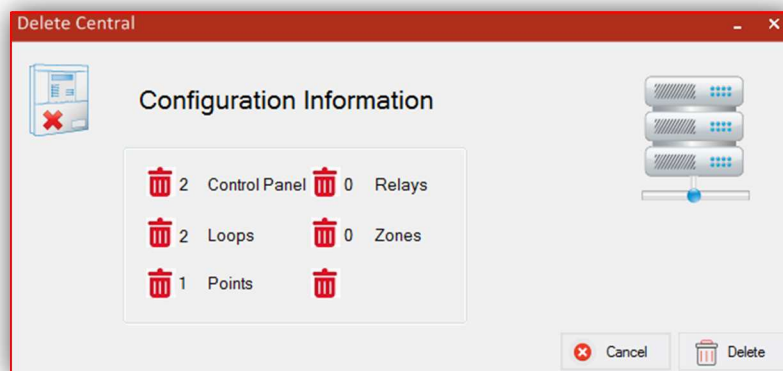 Delete Central
Configuration Information
2 Control Panel 0 Relays
2 Loops 0 Zones
1 Points
Cancel Delete